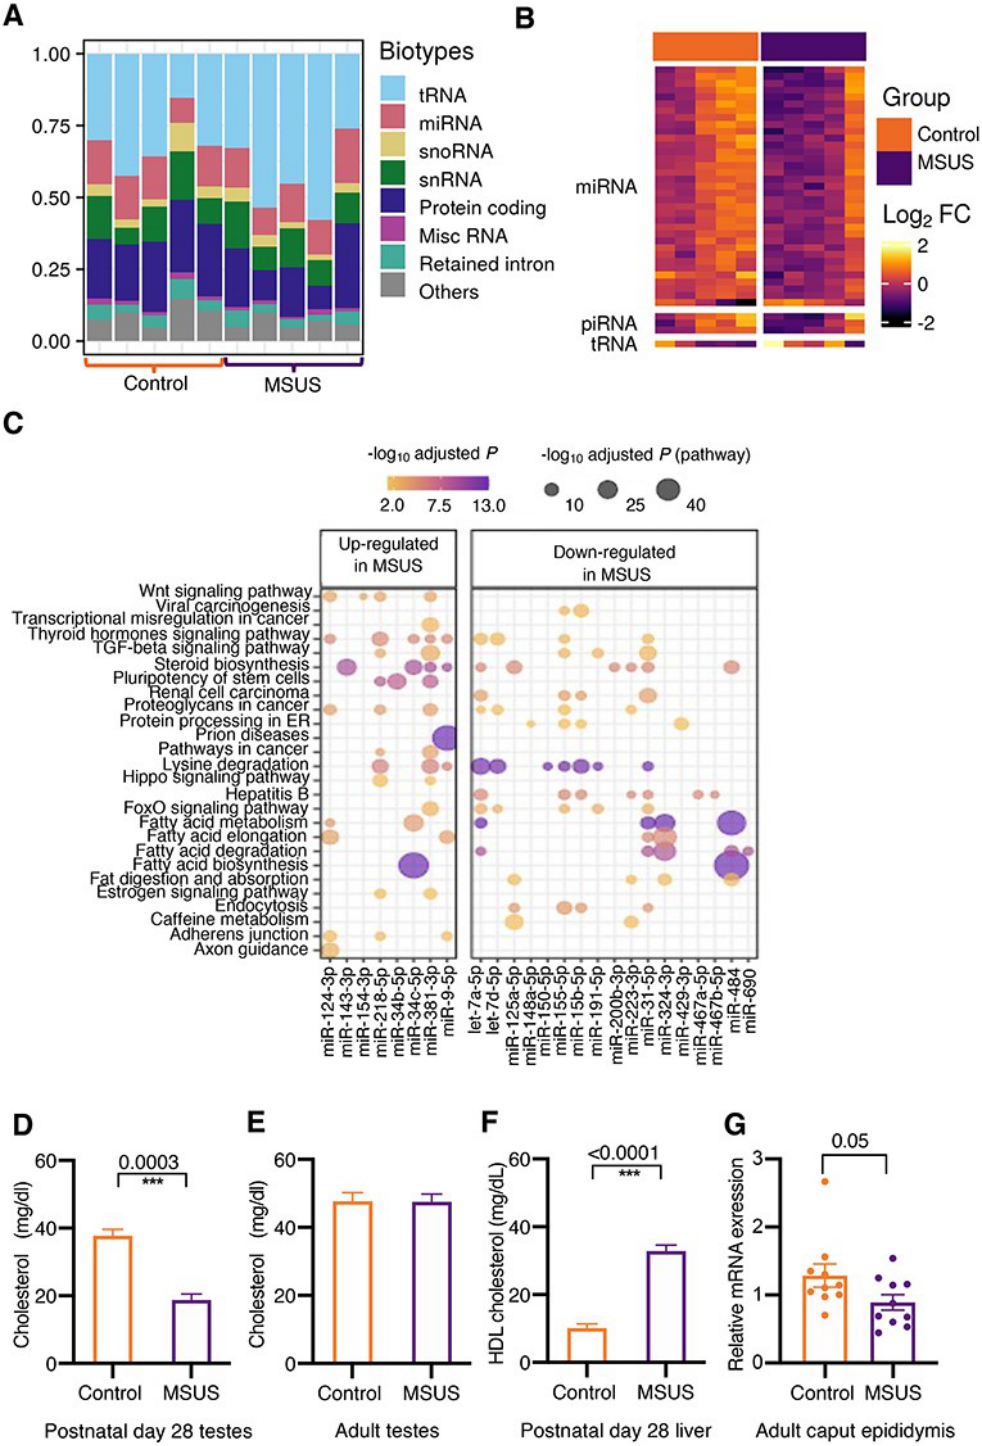 A
1.00
0.75
0.50
0.25
0.00
Control
MSUS
Biotypes
tRNA
miRNA
snoRNA
snRNA
Protein coding
Misc RNA
Retained intron
Others
B
miRNA
piRNA
tRNA
Group
Control
MSUS
Log2 FC
2
0
-2
C
-log10 adjusted P
2.0 7.5 13.0
-log10 adjusted P (pathway)
10 25 40
Up-regulated
in MSUS
Down-regulated
in MSUS
Wnt signaling pathway
Viral carcinogenesis
Transcriptional misregulation in cancer
Thyroid hormones signaling pathway
TGF-beta signaling pathway
Steroid biosynthesis
Pluripotency of stem cells
Renal cell carcinoma
Proteoglycans in cancer
Protein processing in ER
Prion diseases
Pathways in cancer
Lysine degradation
Hippo signaling pathway
Hepatitis B
FoxO signaling pathway
Fatty acid metabolism
Fatty acid elongation
Fatty acid degradation
Fatty acid biosynthesis
Fat digestion and absorption
Estrogen signaling pathway
Endocytosis
Caffeine metabolism
Adherens junction
Axon guidance
miR-124-3p
miR-143-3p
miR-154-3p
miR-218-5p
miR-34b-5p
miR-34c-5p
miR-381-3p
miR-9-5p
let-7a-5p
let-7d-5p
miR-125a-5p
miR-148a-5p
miR-150-5p
miR-155-5p
miR-15b-5p
miR-191-5p
miR-200b-3p
miR-223-3p
miR-31-5p
miR-324-3p
miR-429-3p
miR-467a-5p
miR-467b-5p
miR-484
miR-690
D
Cholesterol (mg/dl)
60
40
20
0
0.0003
***
Control
MSUS
Postnatal day 28 testes
E
Cholesterol (mg/dl)
60
40
20
0
Control
MSUS
Adult testes
F
HDL cholesterol (mg/dL)
60
40
20
0
<0.0001
***
Control
MSUS
Postnatal day 28 liver
G
Relative mRNA exression
3
2
1
0
0.05
Control
MSUS
Adult caput epididymis